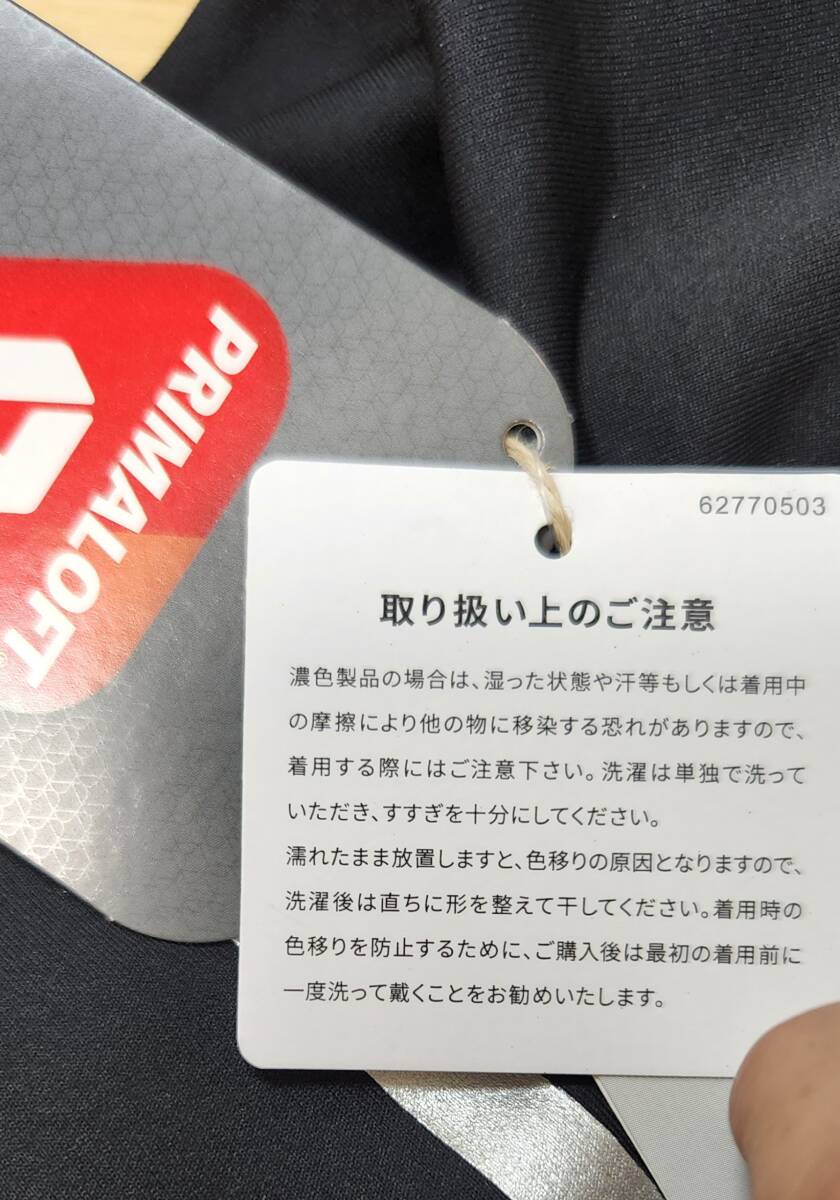 PRIMALOFT
62770503
取り扱い上のご注意
濃色製品の場合は、湿った状態や汗等もしくは着用中
の摩擦により他の物に移染する恐れがありますので、
着用する際にはご注意下さい。洗濯は単独で洗って
いただき、すすぎを十分にしてください。
濡れたまま放置しますと、色移りの原因となりますので、
洗濯後は直ちに形を整えて干してください。着用時の
色移りを防止するために、ご購入後は最初の着用前に
一度洗って戴くことをお勧めいたします。